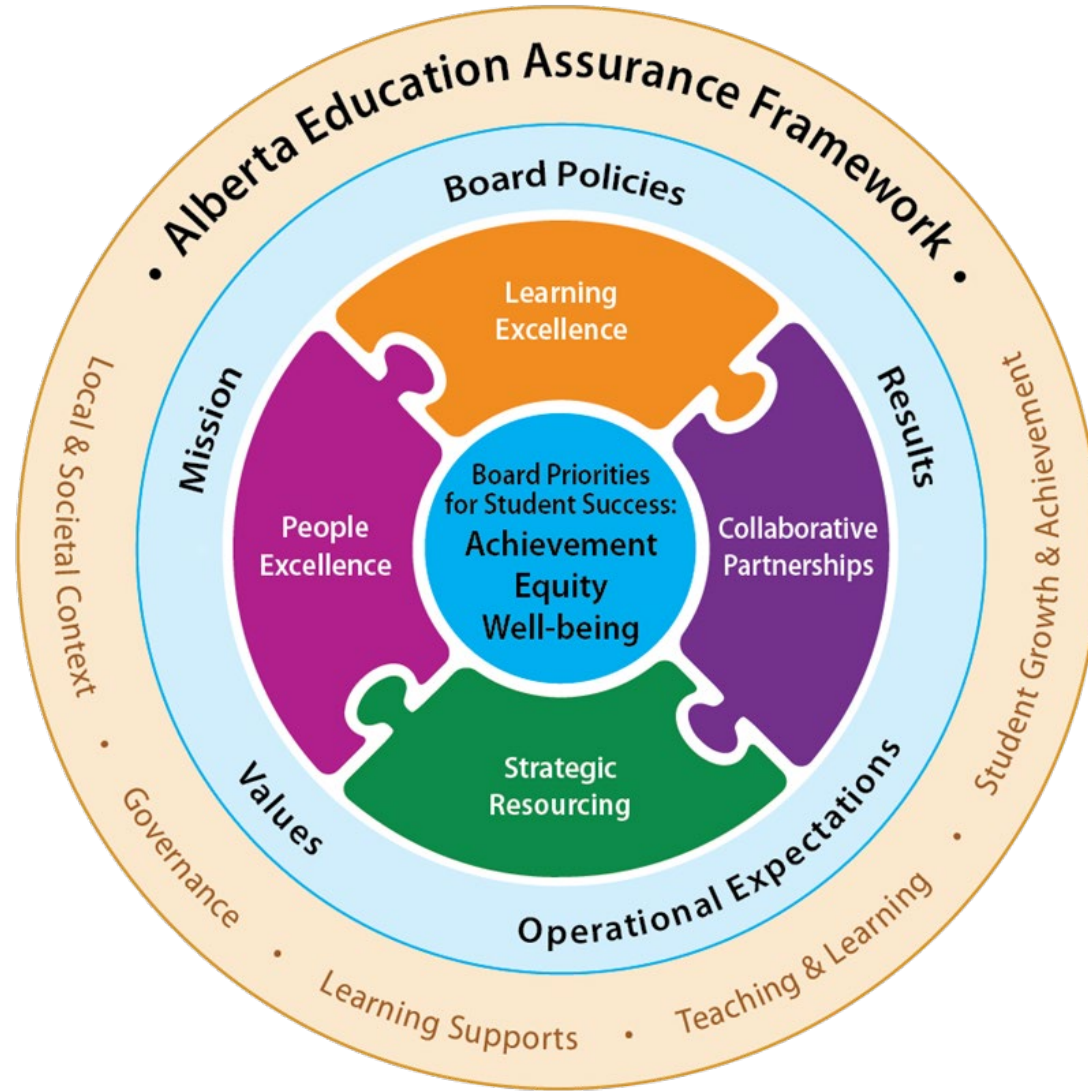 • Alberta Education Assurance Framework •
Board Policies
Mission
Results
Values
Operational Expectations
Learning
Excellence
People
Excellence
Collaborative
Partnerships
Strategic
Resourcing
Board Priorities
for Student Success:
Achievement
Equity
Well-being
Local & Societal Context • Governance • Learning Supports • Teaching & Learning • Student Growth & Achievement